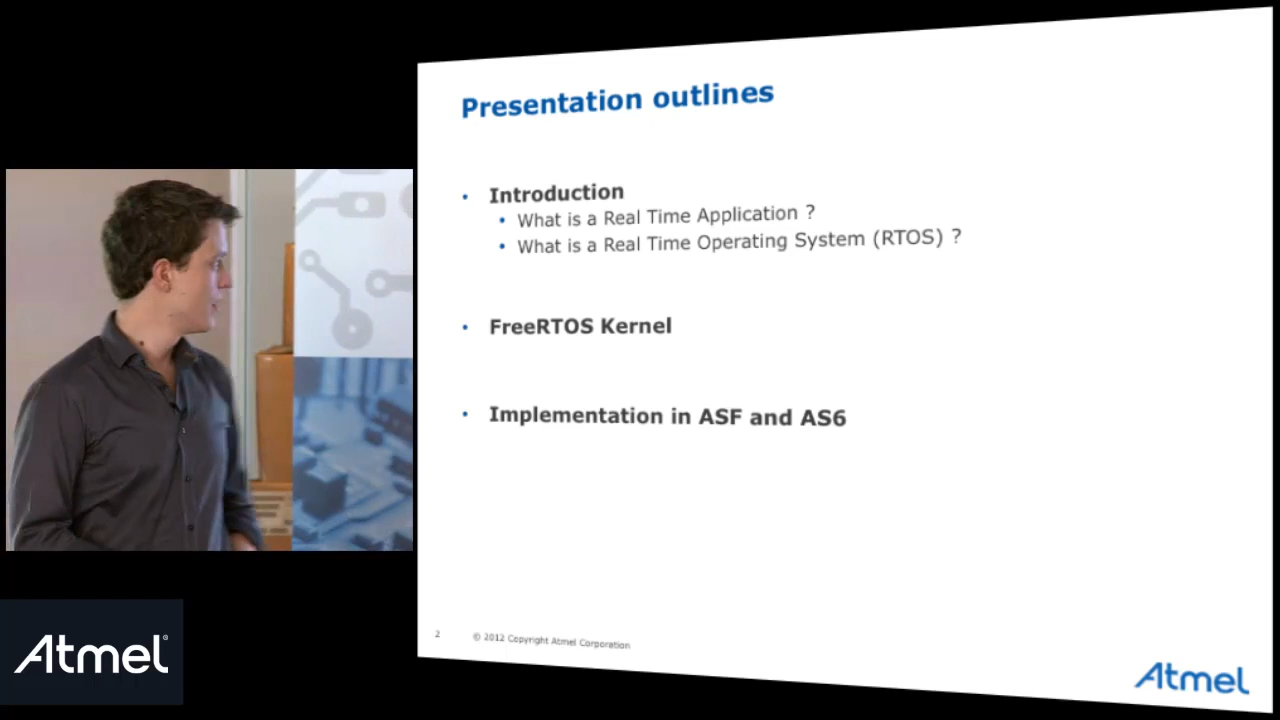 Presentation outlines
• Introduction
• What is a Real Time Application ?
• What is a Real Time Operating System (RTOS) ?
• FreeRTOS Kernel
• Implementation in ASF and AS6
2 © 2012 Copyright Atmel Corporation
Atmel
Atmel®